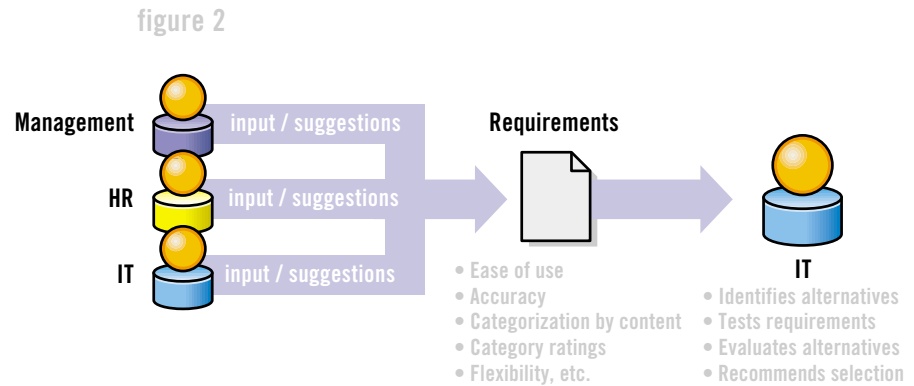 figure 2
Management
input / suggestions
Requirements
HR
input / suggestions
IT
input / suggestions
• Ease of use
• Accuracy
• Categorization by content
• Category ratings
• Flexibility, etc.
IT
• Identifies alternatives
• Tests requirements
• Evaluates alternatives
• Recommends selection